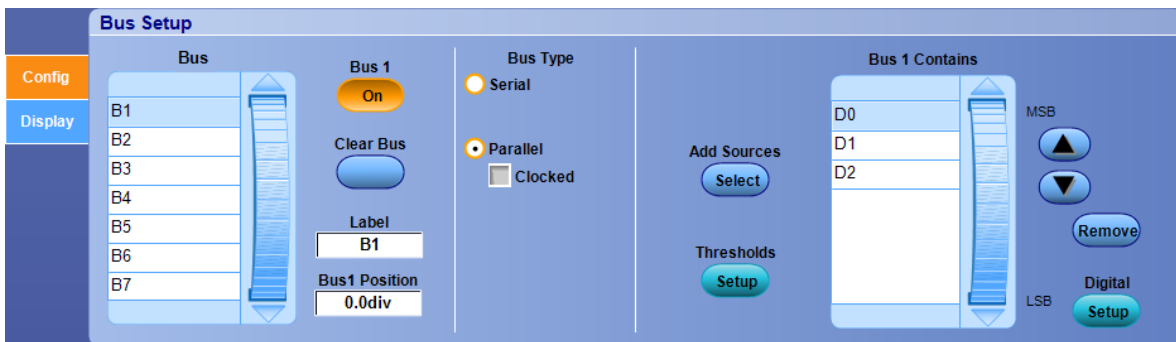 Bus Setup
Config
Display
Bus
B1
B2
B3
B4
B5
B6
B7
Bus 1
On
Clear Bus
Label
B1
Bus1 Position
0.0div
Bus Type
Serial
Parallel
Clocked
Add Sources
Select
Thresholds
Setup
Bus 1 Contains
D0
D1
D2
MSB
Remove
LSB
Digital
Setup